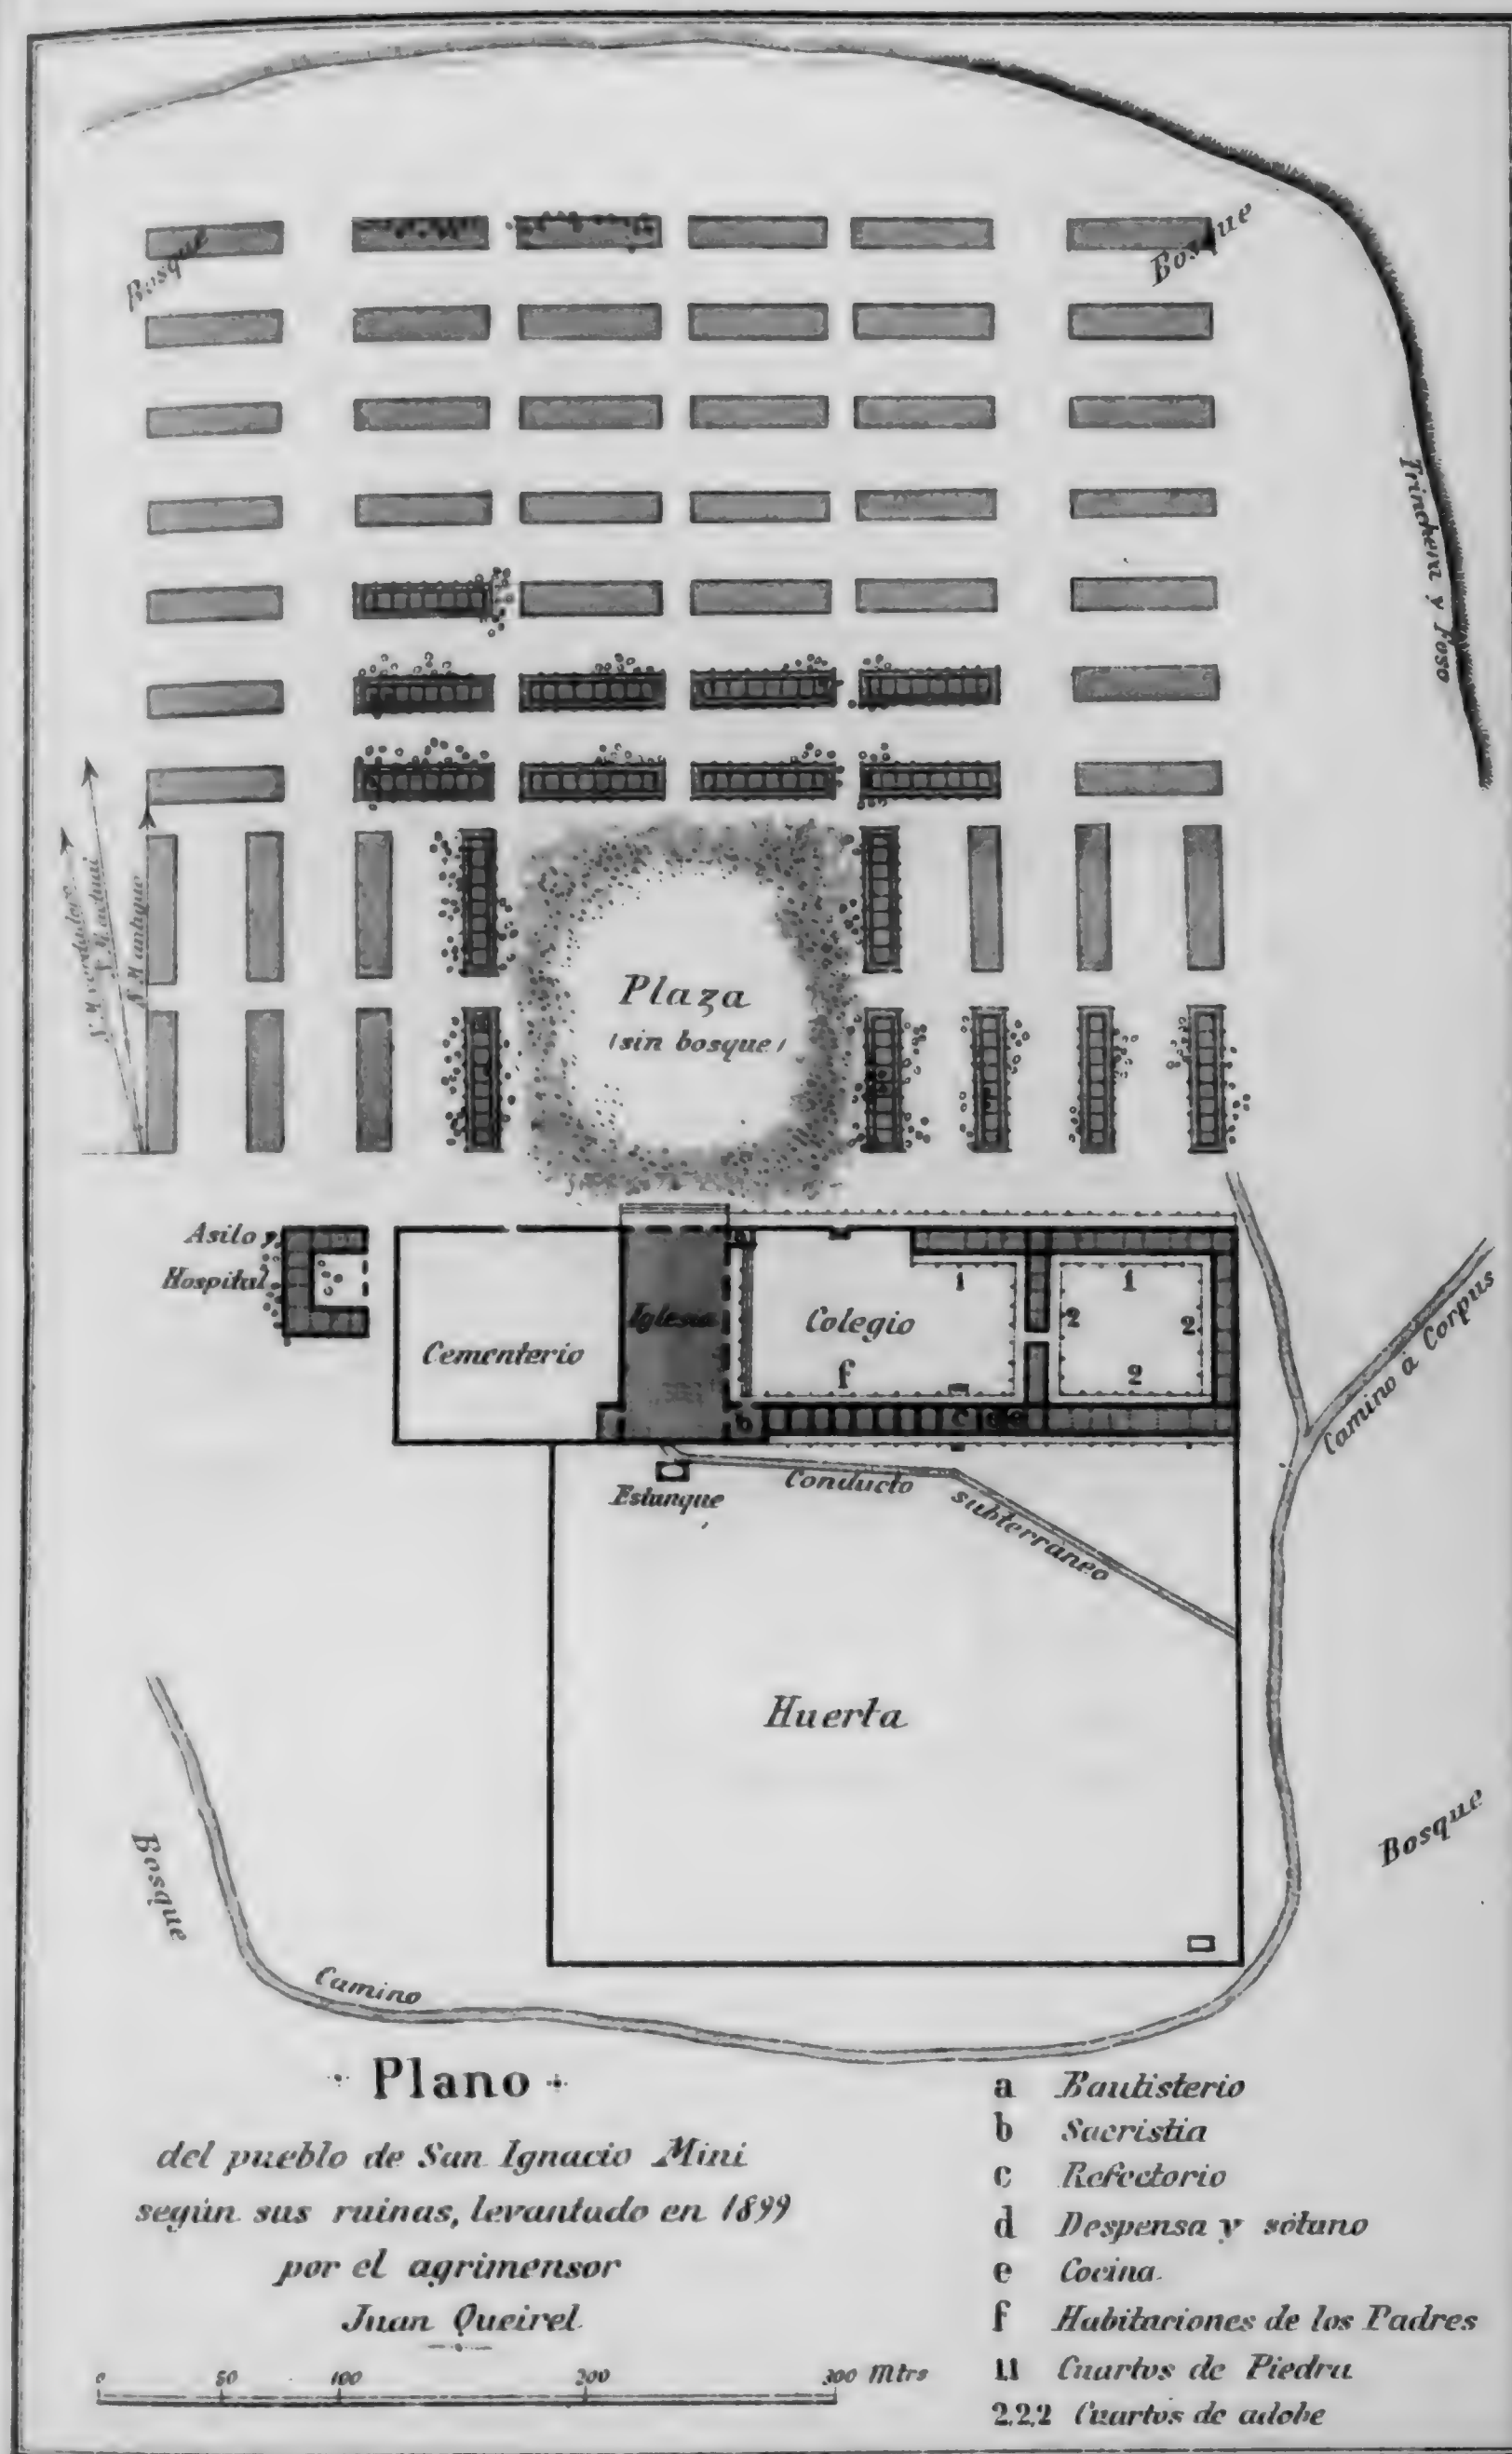 Bosque
Bosque
Trinchera y Foso
N. M. verdadero
N. M. actual
N. M. antiguo
Plaza
(sin bosque)
Asilo y
Hospital
Cementerio
Iglesia
Colegio
a
1
1
2
2
2
f
b
c d e
Camino á Corpus
Estanque
Conducto subterraneo
Huerta
Bosque
Bosque
Camino
Plano
del pueblo de San Ignacio Mini
según sus ruinas, levantado en 1899
por el agrimensor
Juan Queirel
0 50 100 200 300 Mtrs
a Bautisterio
b Sacristia
c Refectorio
d Despensa y sótano
e Cocina.
f Habitaciones de los Padres
1.1 Cuartos de Piedra
2.2.2 Cuartos de adobe